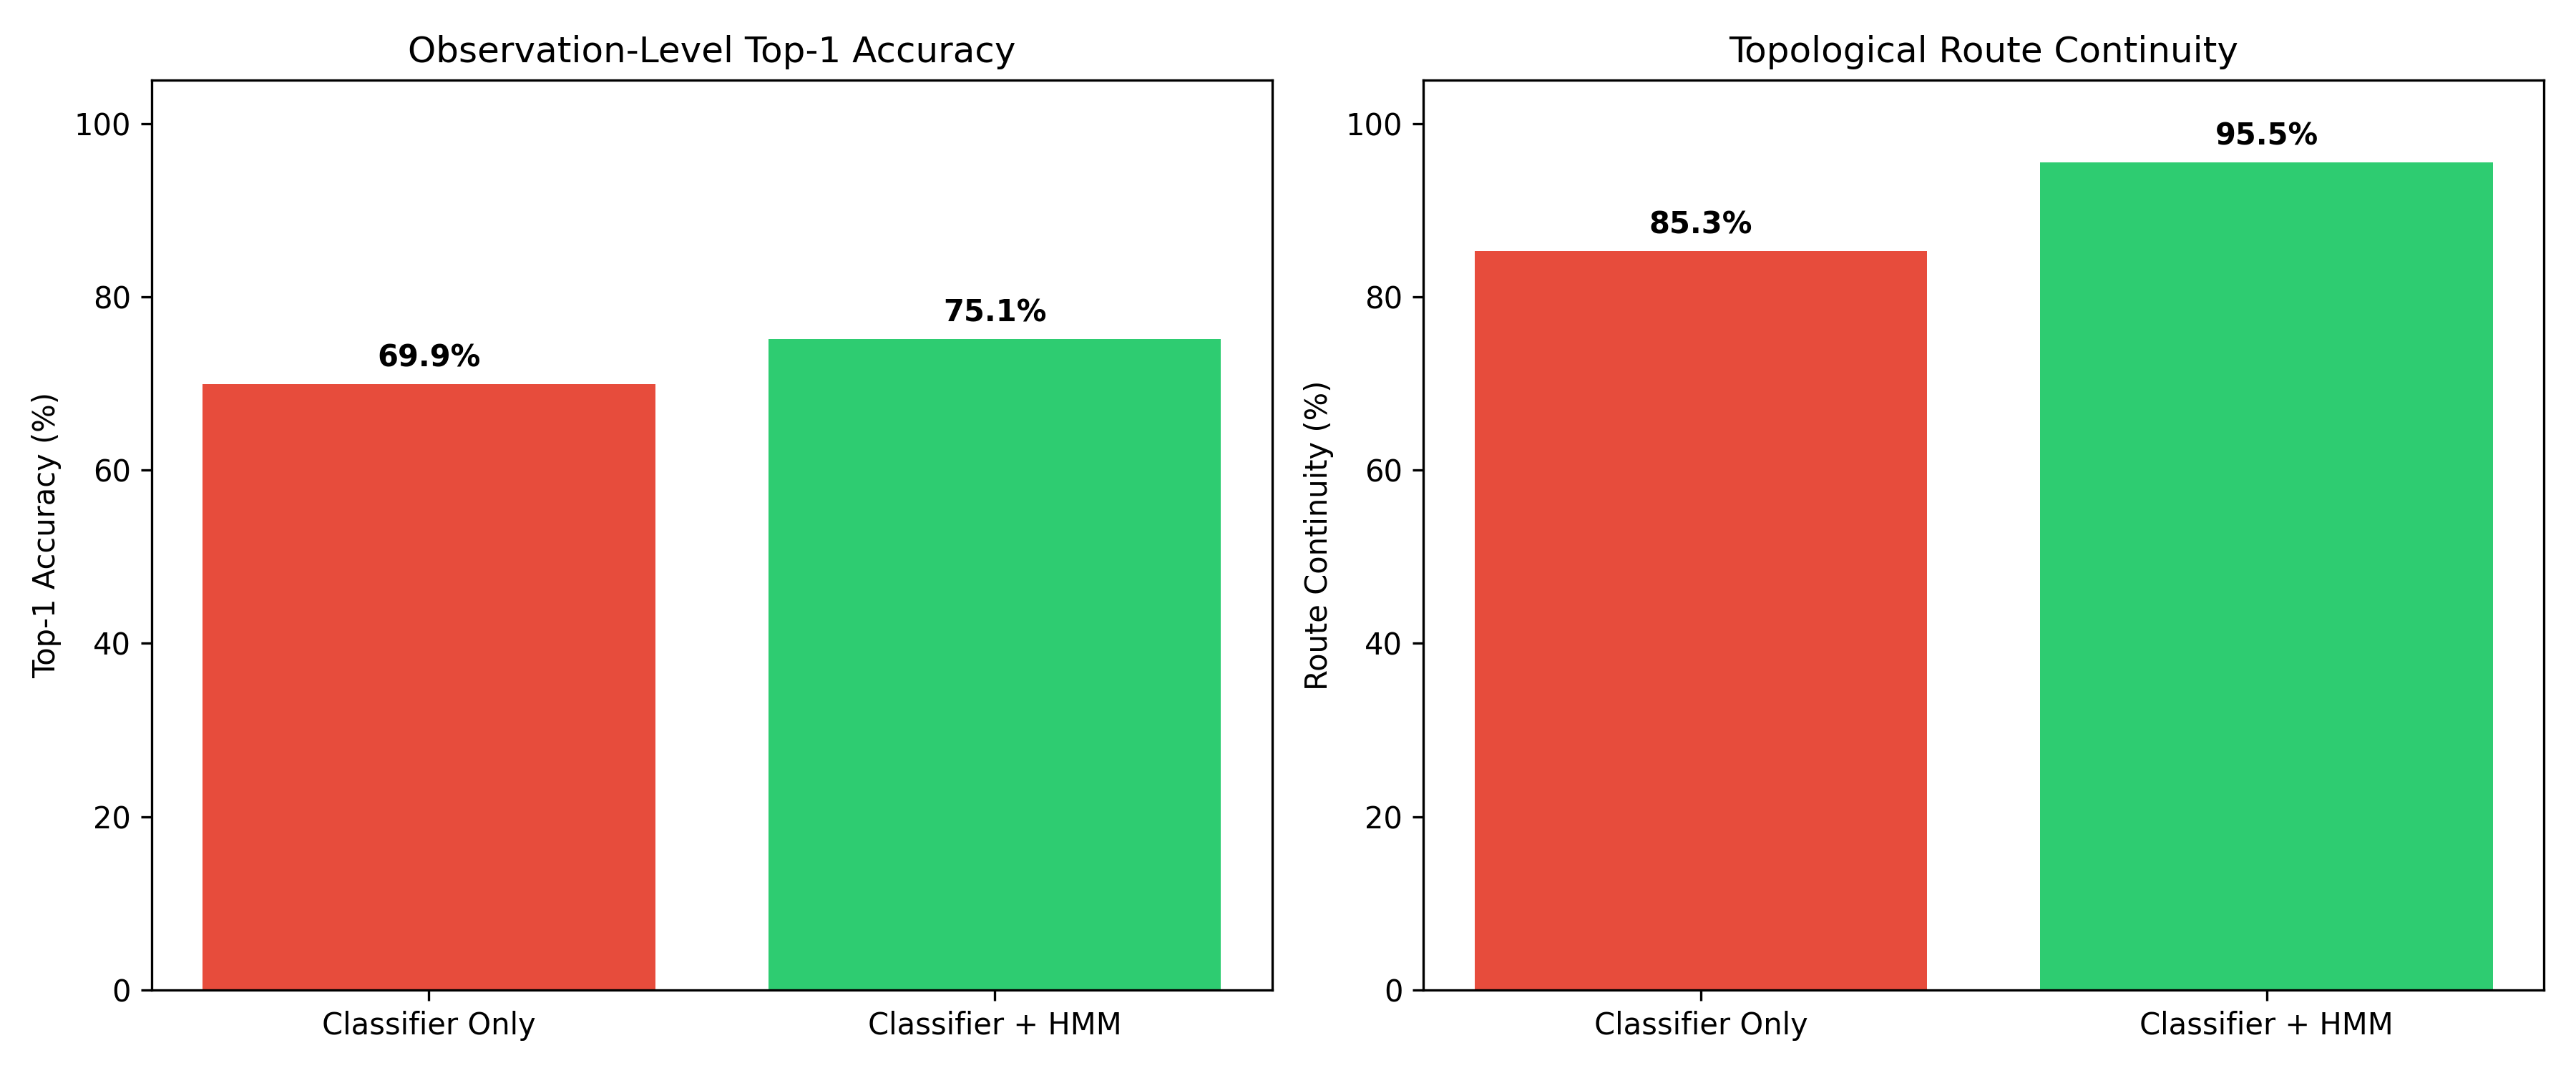 Observation-Level Top-1 Accuracy
Top-1 Accuracy (%)
100
80
60
40
20
0
69.9%
75.1%
Classifier Only
Classifier + HMM
Topological Route Continuity
Route Continuity (%)
100
80
60
40
20
0
85.3%
95.5%
Classifier Only
Classifier + HMM